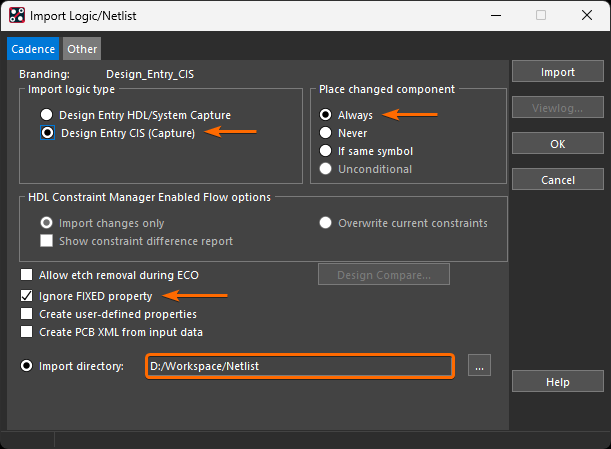 Import Logic/Netlist
Cadence Other
Branding: Design_Entry_CIS
Import logic type
Design Entry HDL/System Capture
Design Entry CIS (Capture)
Place changed component
Always
Never
If same symbol
Unconditional
Import
Viewlog...
OK
Cancel
HDL Constraint Manager Enabled Flow options
Import changes only
Overwrite current constraints
Show constraint difference report
Allow etch removal during ECO
Design Compare...
Ignore FIXED property
Create user-defined properties
Create PCB XML from input data
Import directory: D:/Workspace/Netlist ...
Help